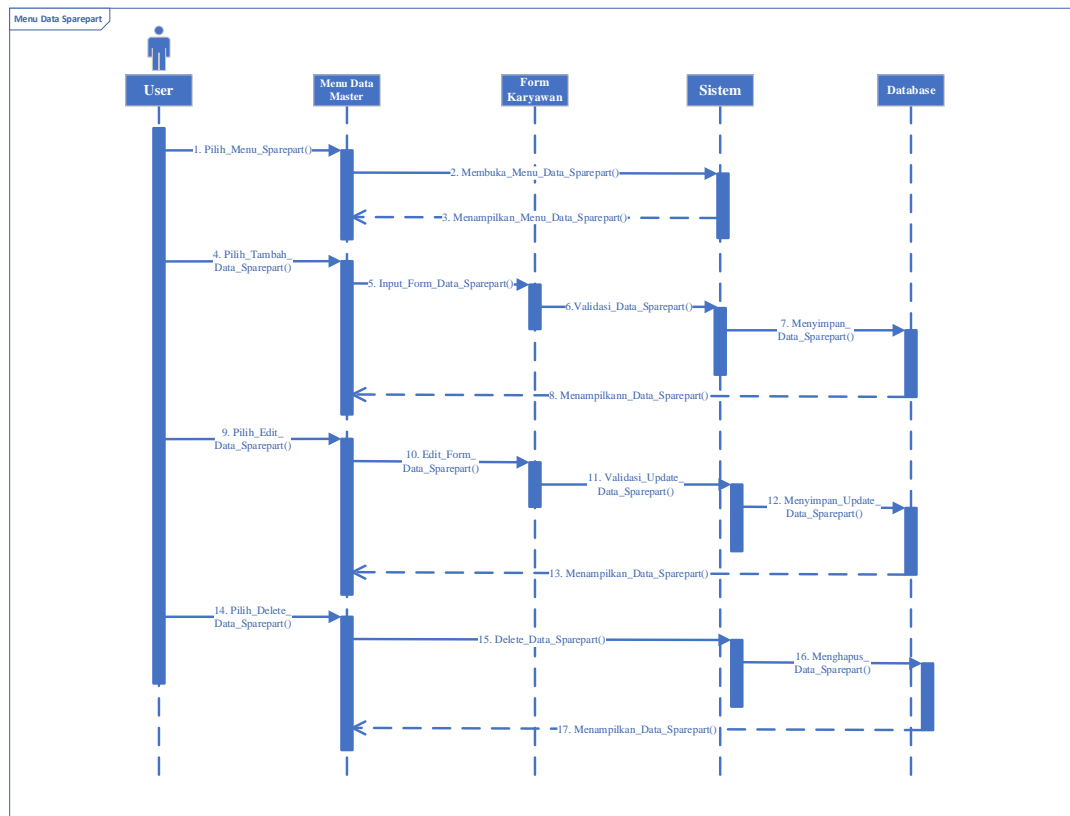 Menu Data Sparepart
User
Menu Data
Master
Form
Karyawan
Sistem
Database
1. Pilih_Menu_Sparepart()
2. Membuka_Menu_Data_Sparepart()
3. Menampilkan_Menu_Data_Sparepart()
4. Pilih_Tambah_
Data_Sparepart()
5. Input_Form_Data_Sparepart()
6.Validasi_Data_Sparepart()
7. Menyimpan_
Data_Sparepart()
8. Menampilkann_Data_Sparepart()
9. Pilih_Edit_
Data_Sparepart()
10. Edit_Form_
Data_Sparepart()
11. Validasi_Update_
Data_Sparepart()
12. Menyimpan_Update_
Data_Sparepart()
13. Menampilkan_Data_Sparepart()
14. Pilih_Delete_
Data_Sparepart()
15. Delete_Data_Sparepart()
16. Menghapus_
Data_Sparepart()
17. Menampilkan_Data_Sparepart()